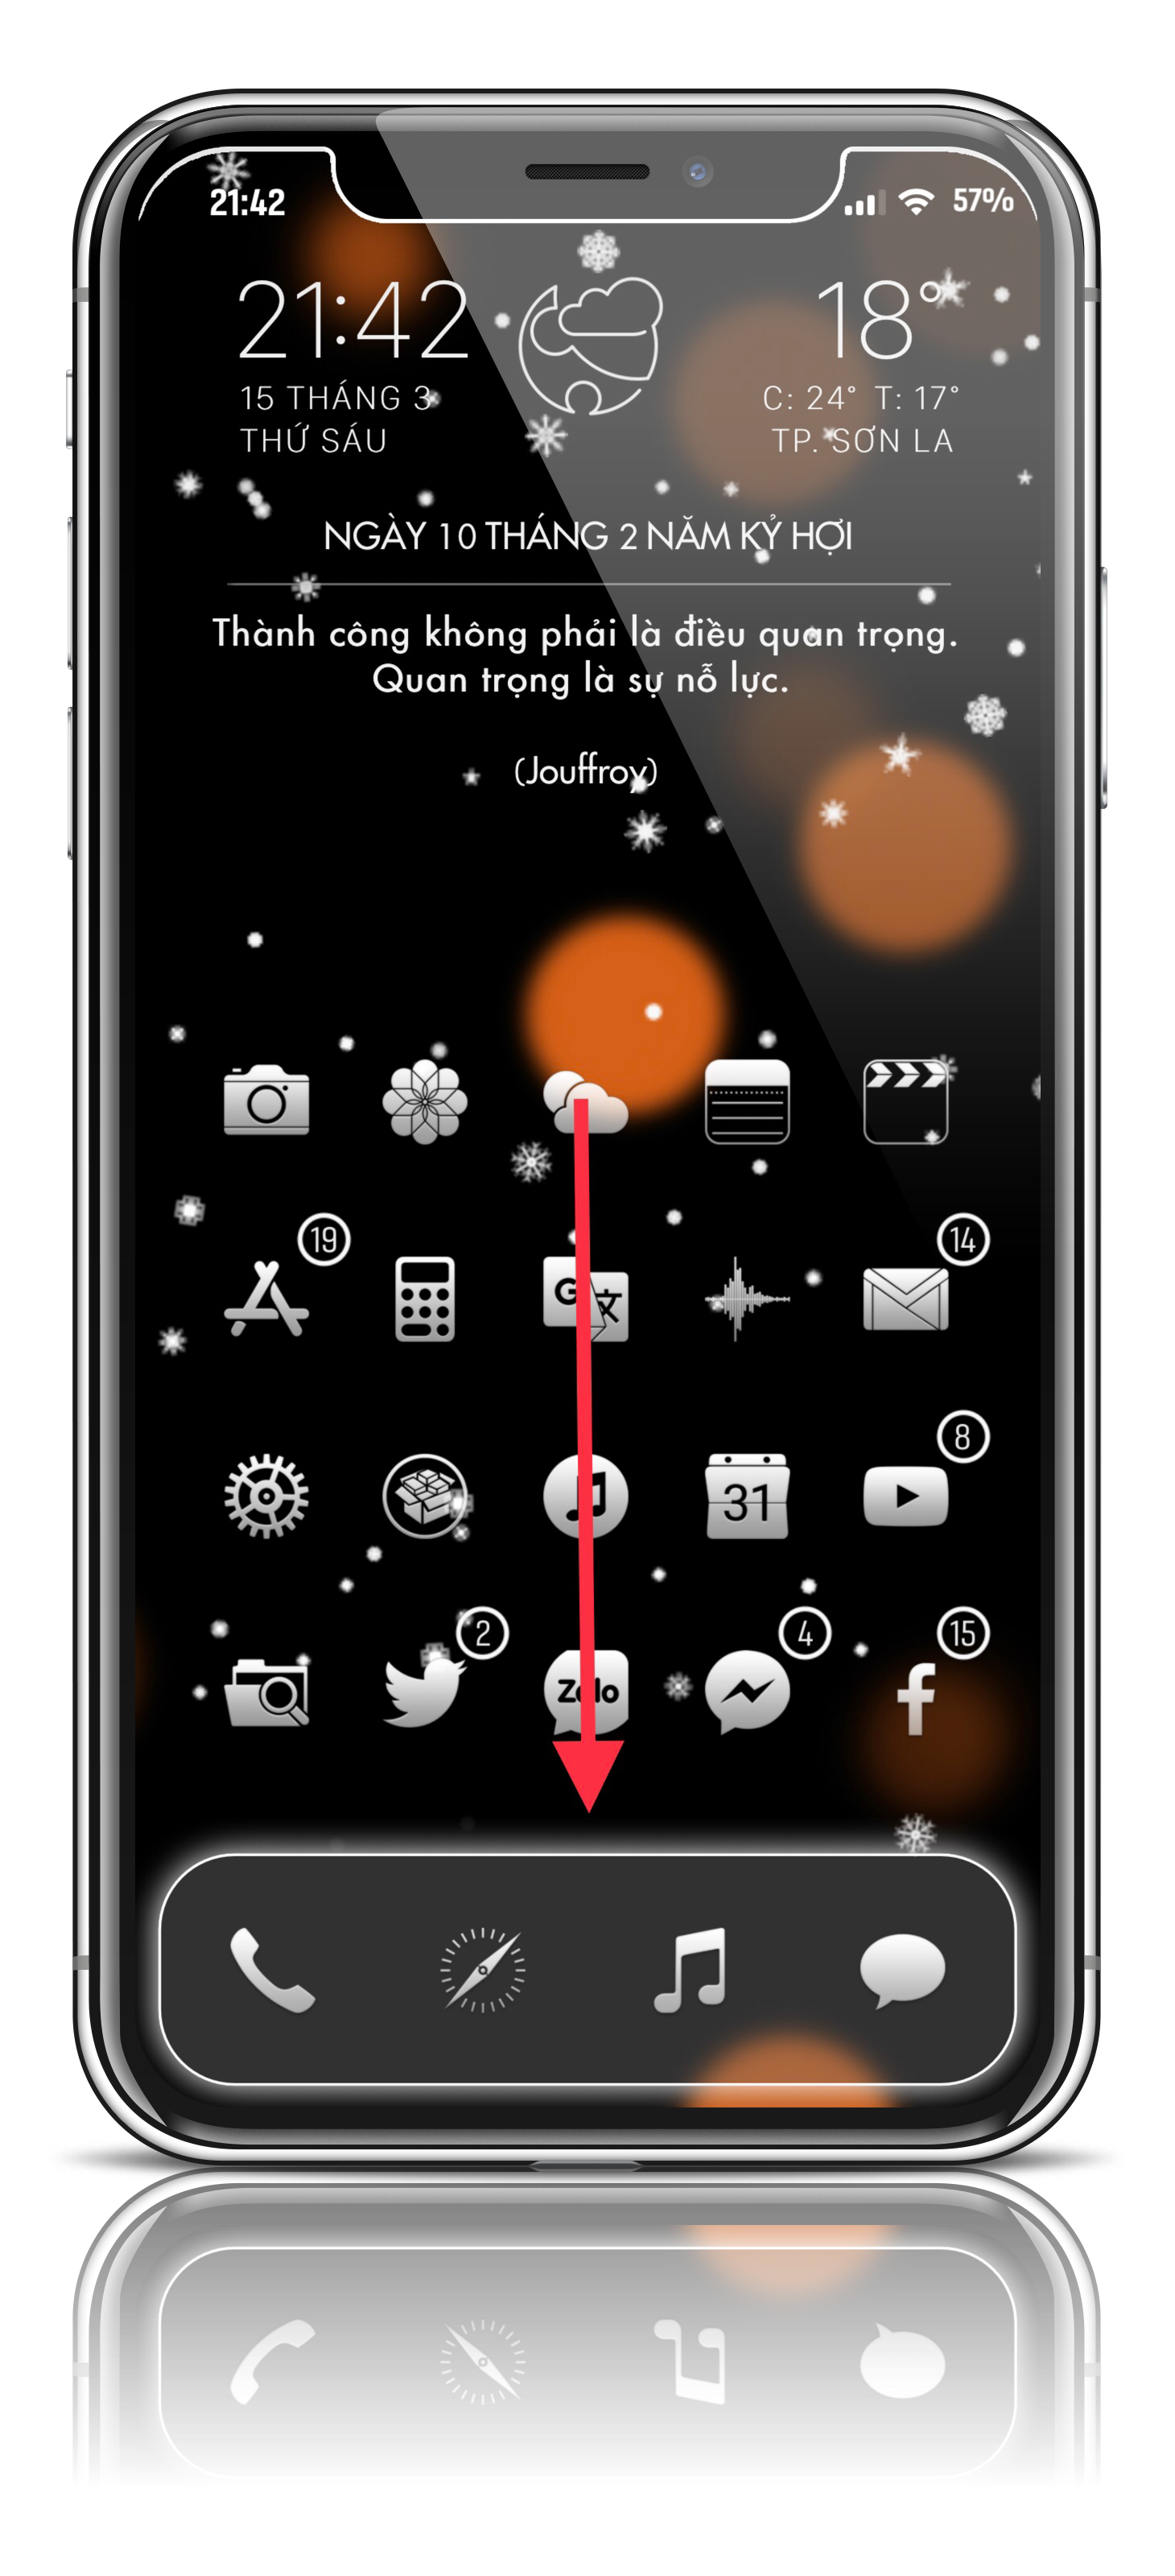 21:42
57%
21:42
18°
15 THÁNG 3
C: 24° T: 17°
THỨ SÁU
TP. SƠN LA
NGÀY 10 THÁNG 2 NĂM KỶ HỢI
Thành công không phải là điều quan trọng.
Quan trọng là sự nỗ lực.
(Jouffroy)
19
14
G 文
8
31
2
4
15
Zalo
f